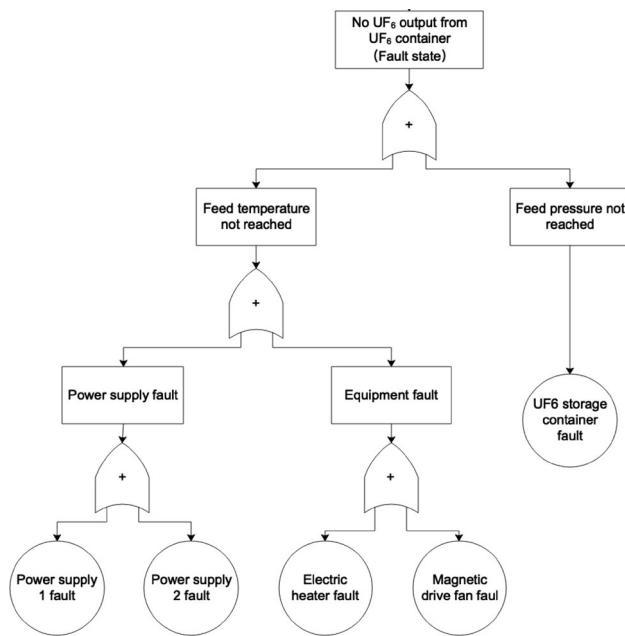 No UF₆ output from
UF₆ container
(Fault state)
+
Feed temperature
not reached
Feed pressure not
reached
+
Power supply fault
Equipment fault
UF6 storage
container
fault
+
+
Power supply
1 fault
Power supply
2 fault
Electric
heater fault
Magnetic
drive fan faul